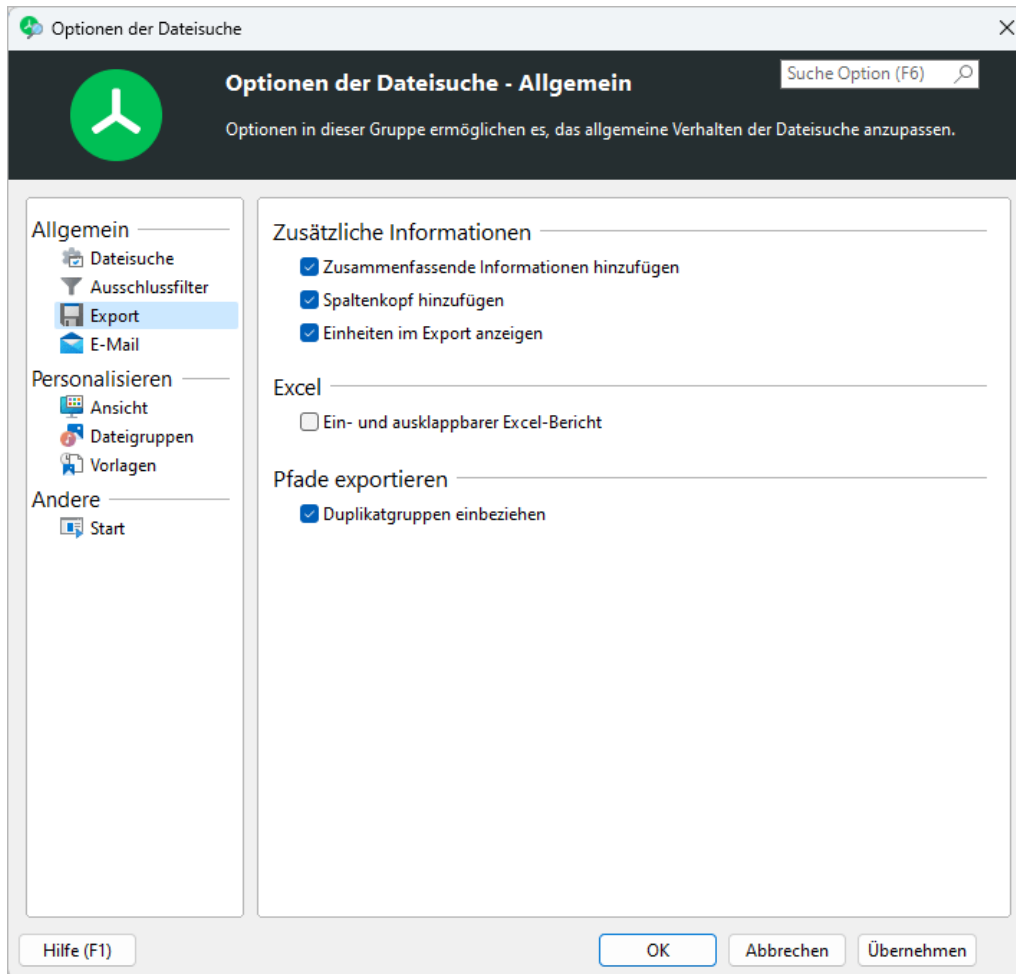 Optionen der Dateisuche
Optionen der Dateisuche - Allgemein
Suche Option (F6)
Optionen in dieser Gruppe ermöglichen es, das allgemeine Verhalten der Dateisuche anzupassen.
Allgemein
Dateisuche
Ausschlussfilter
Export
E-Mail
Personalisieren
Ansicht
Dateigruppen
Vorlagen
Andere
Start
Zusätzliche Informationen
Zusammenfassende Informationen hinzufügen
Spaltenkopf hinzufügen
Einheiten im Export anzeigen
Excel
Ein- und ausklappbarer Excel-Bericht
Pfade exportieren
Duplikatgruppen einbeziehen
Hilfe (F1)
OK
Abbrechen
Übernehmen